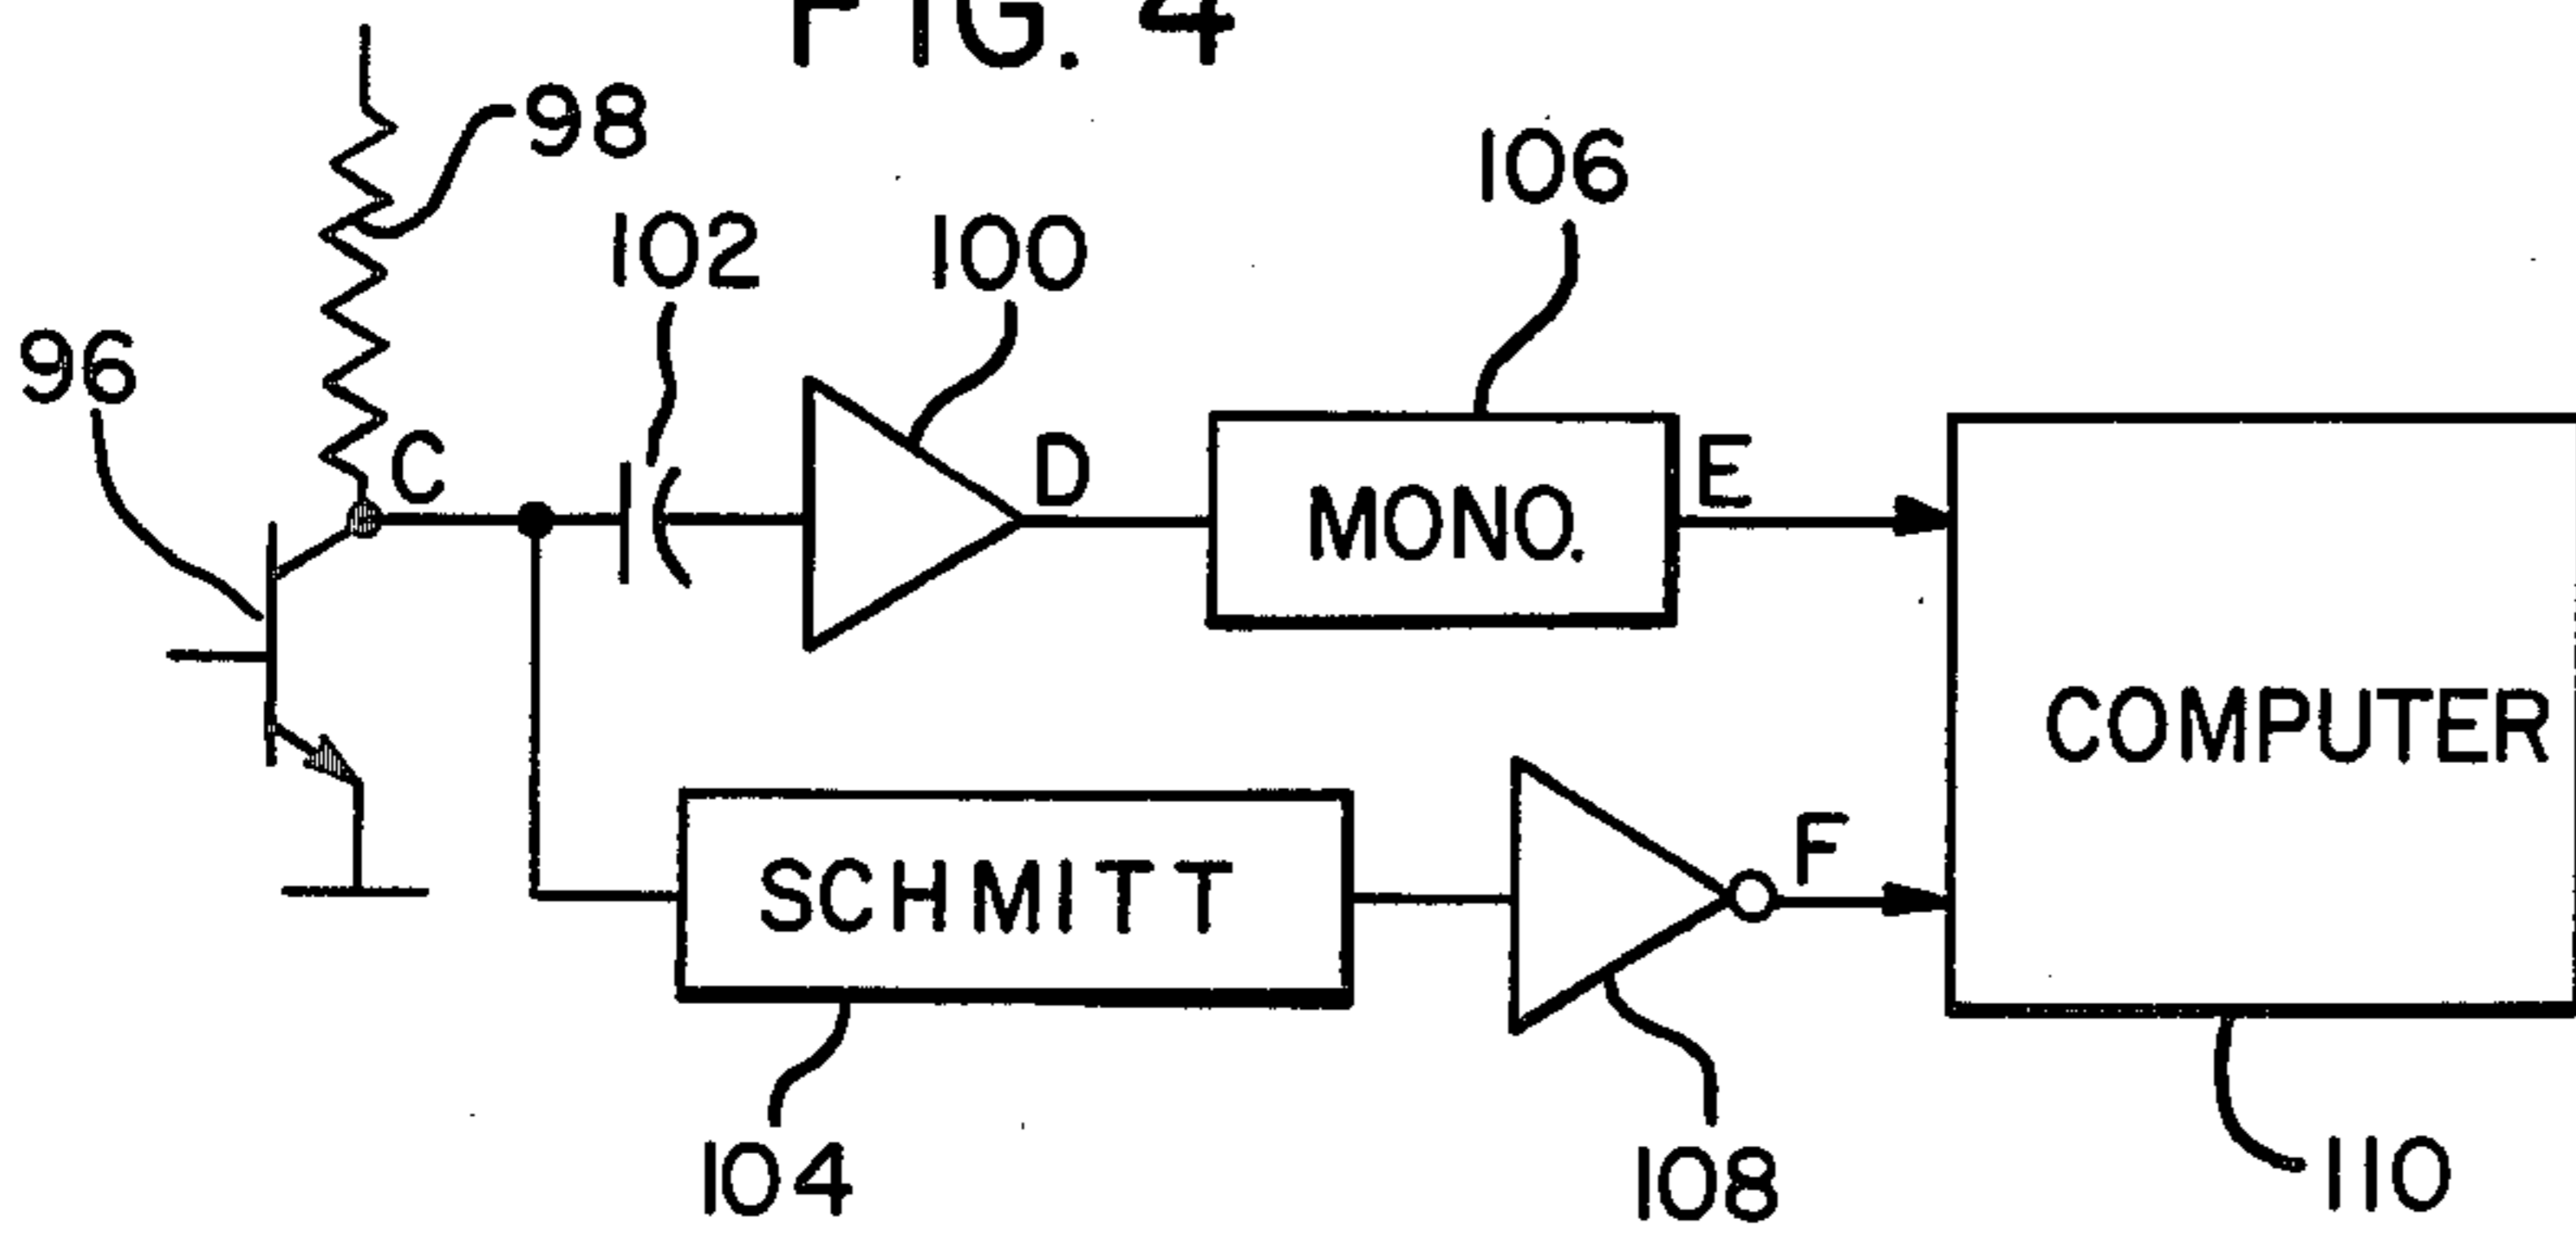 FIG. 4
98
106
102
100
96
C
D
E
MONO.
COMPUTER
F
SCHMITT
104
108
110